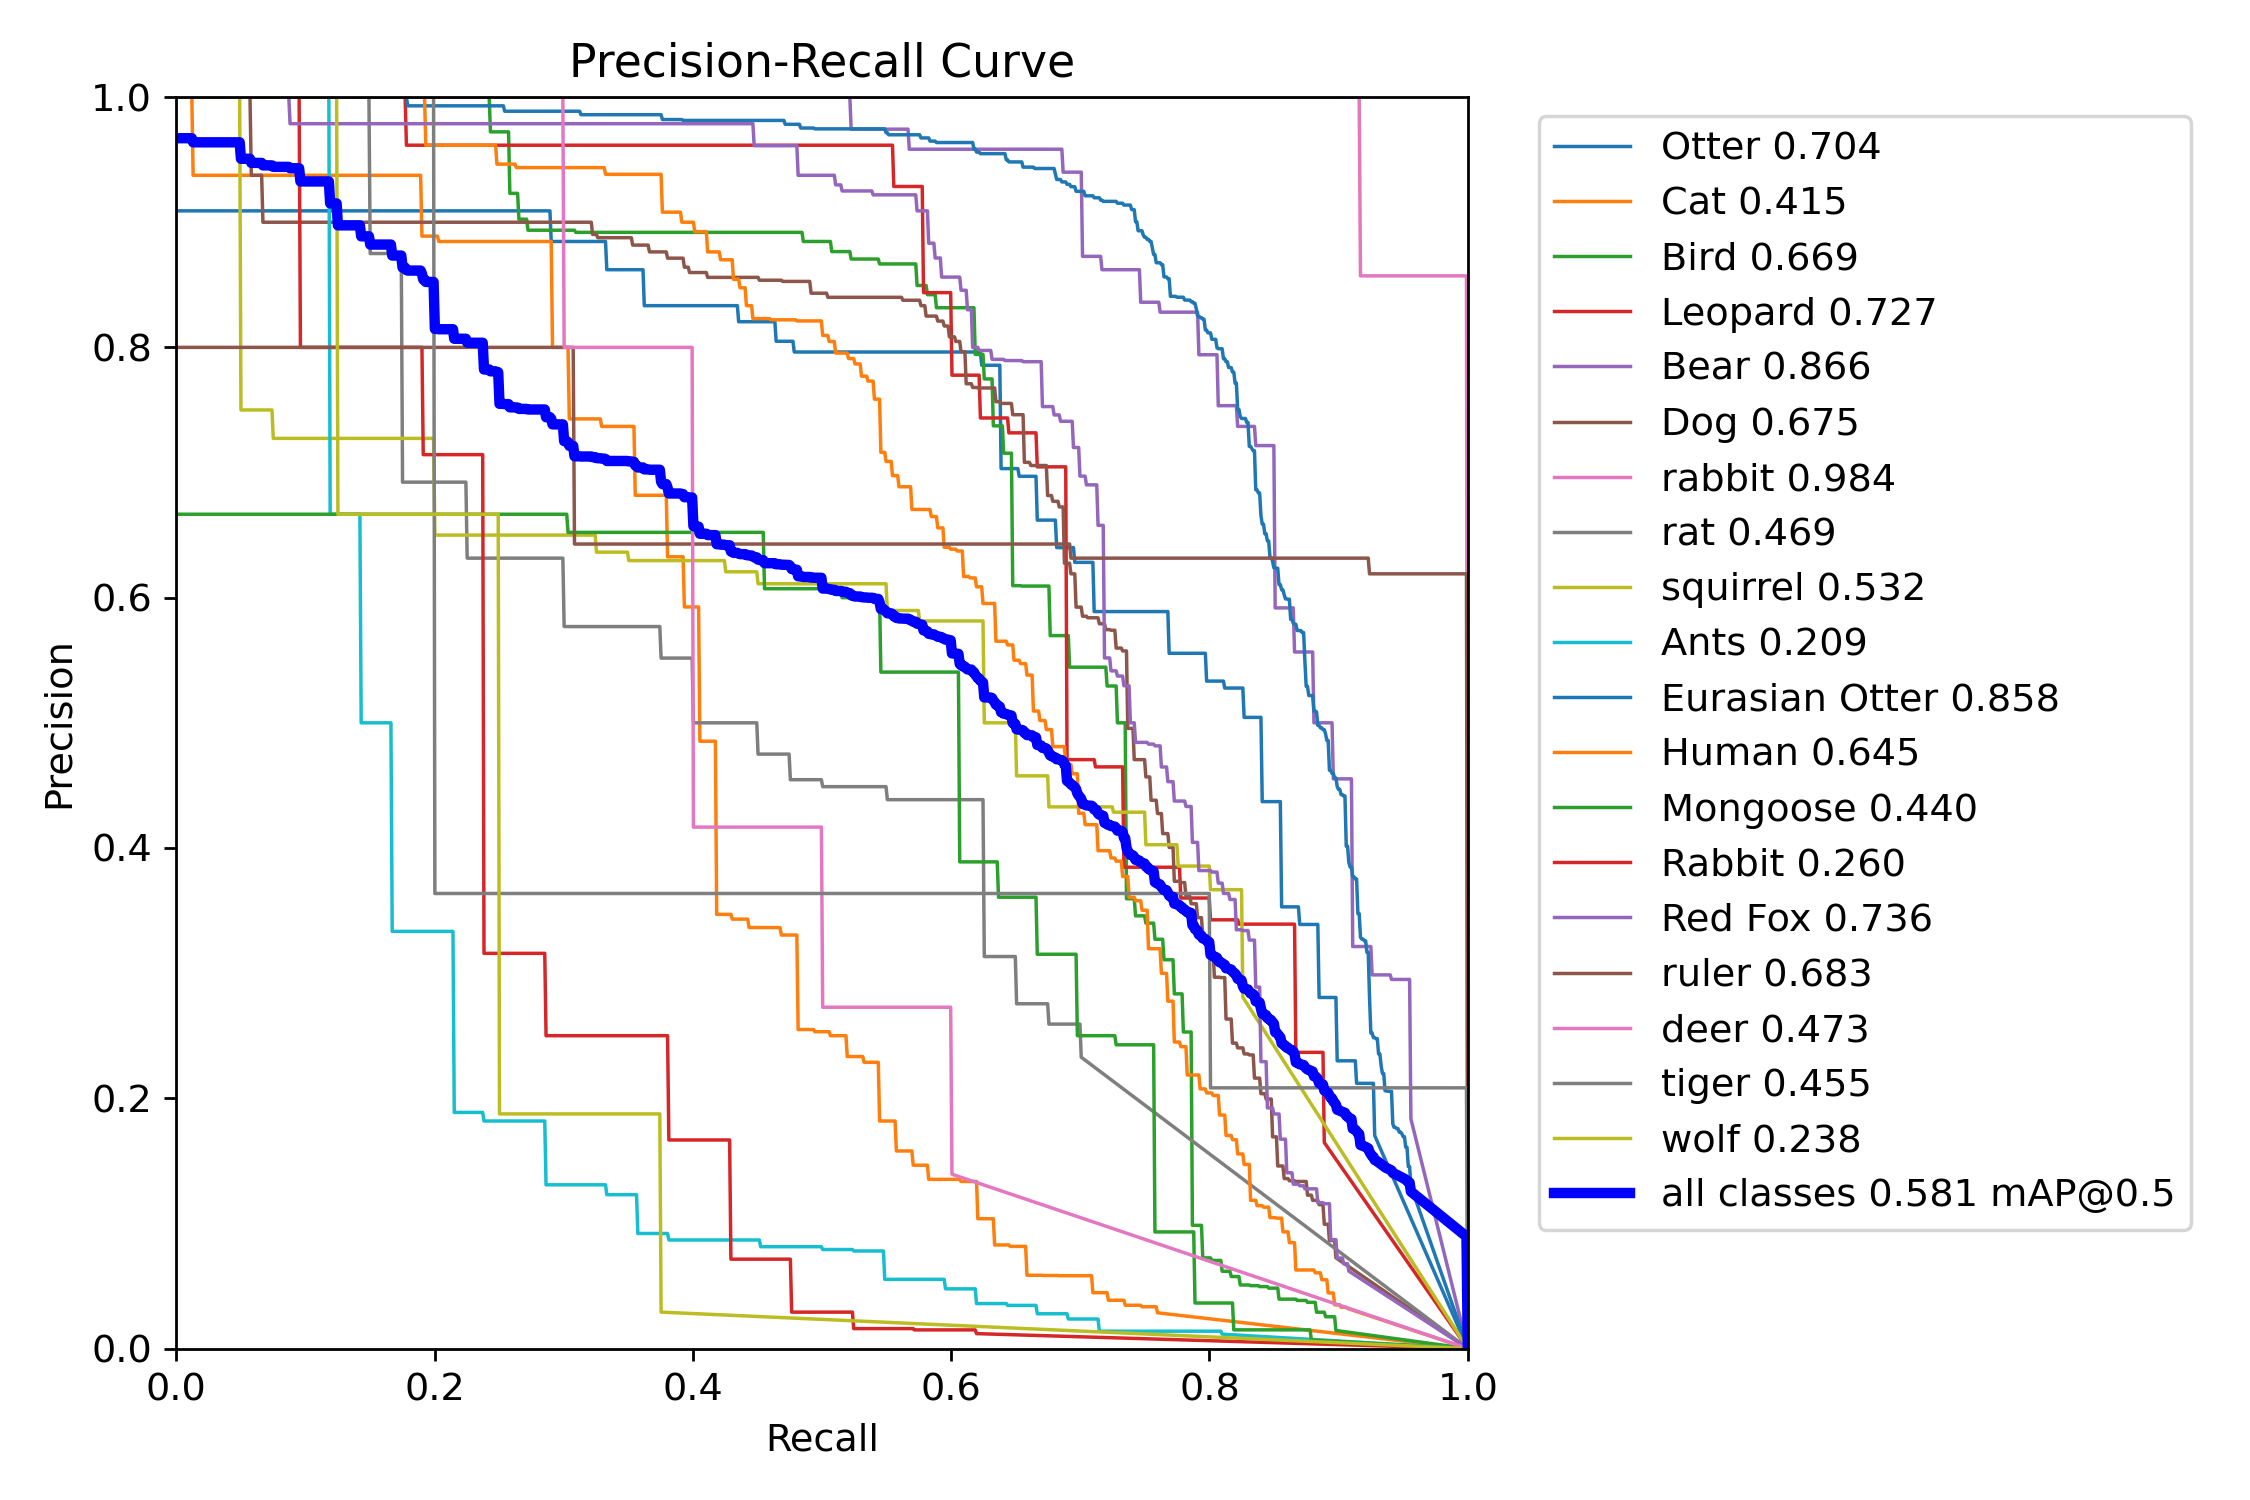 Precision-Recall Curve
1.0
0.8
0.6
0.4
0.2
0.0
Precision
0.0 0.2 0.4 0.6 0.8 1.0
Recall
Otter 0.704
Cat 0.415
Bird 0.669
Leopard 0.727
Bear 0.866
Dog 0.675
rabbit 0.984
rat 0.469
squirrel 0.532
Ants 0.209
Eurasian Otter 0.858
Human 0.645
Mongoose 0.440
Rabbit 0.260
Red Fox 0.736
ruler 0.683
deer 0.473
tiger 0.455
wolf 0.238
all classes 0.581 mAP@0.5